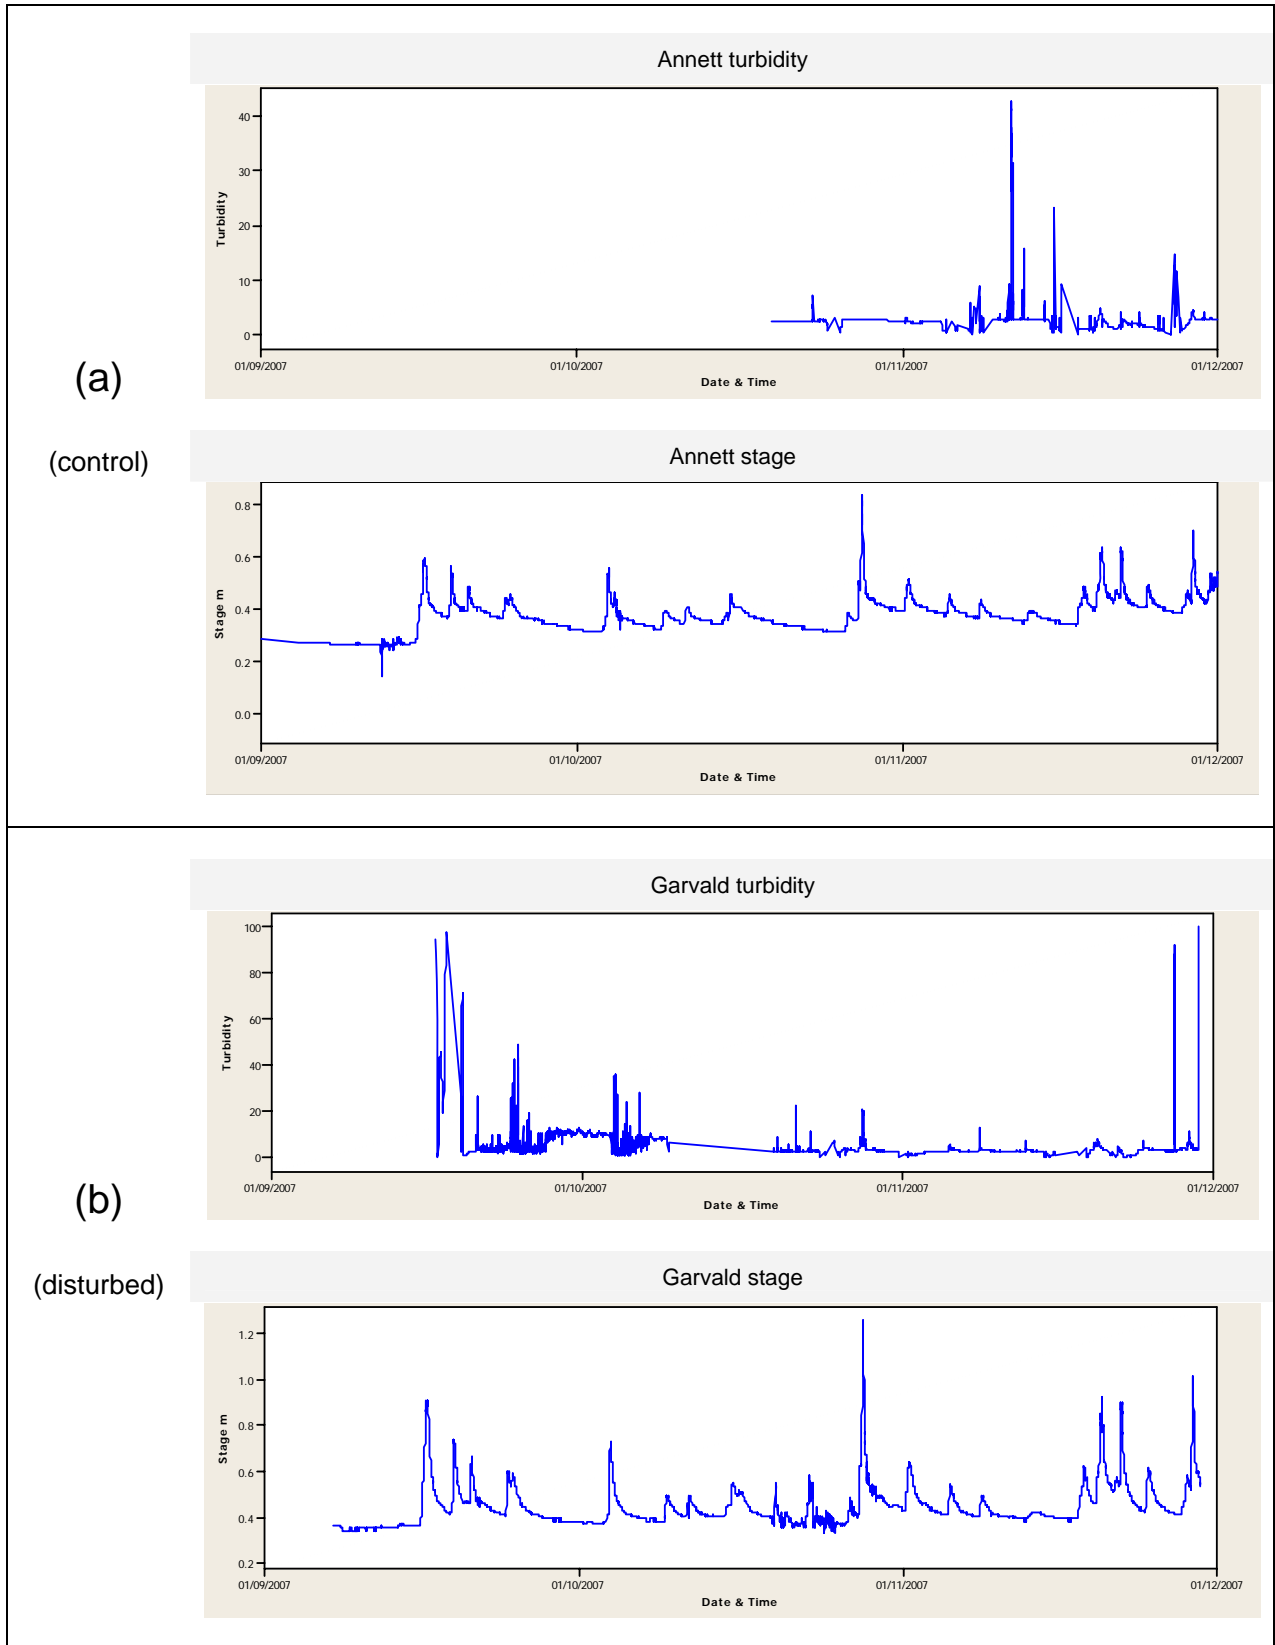 Annett turbidity
40
30
20
10
0
Turbidity
01/09/2007 01/10/2007 01/11/2007 01/12/2007
Date & Time
(a)
(control)
Annett stage
0.8
0.6
0.4
0.2
0.0
Stage m
01/09/2007 01/10/2007 01/11/2007 01/12/2007
Date & Time
Garvald turbidity
100
80
60
40
20
0
Turbidity
01/09/2007 01/10/2007 01/11/2007 01/12/2007
Date & Time
(b)
(disturbed)
Garvald stage
1.2
1.0
0.8
0.6
0.4
0.2
Stage m
01/09/2007 01/10/2007 01/11/2007 01/12/2007
Date & Time